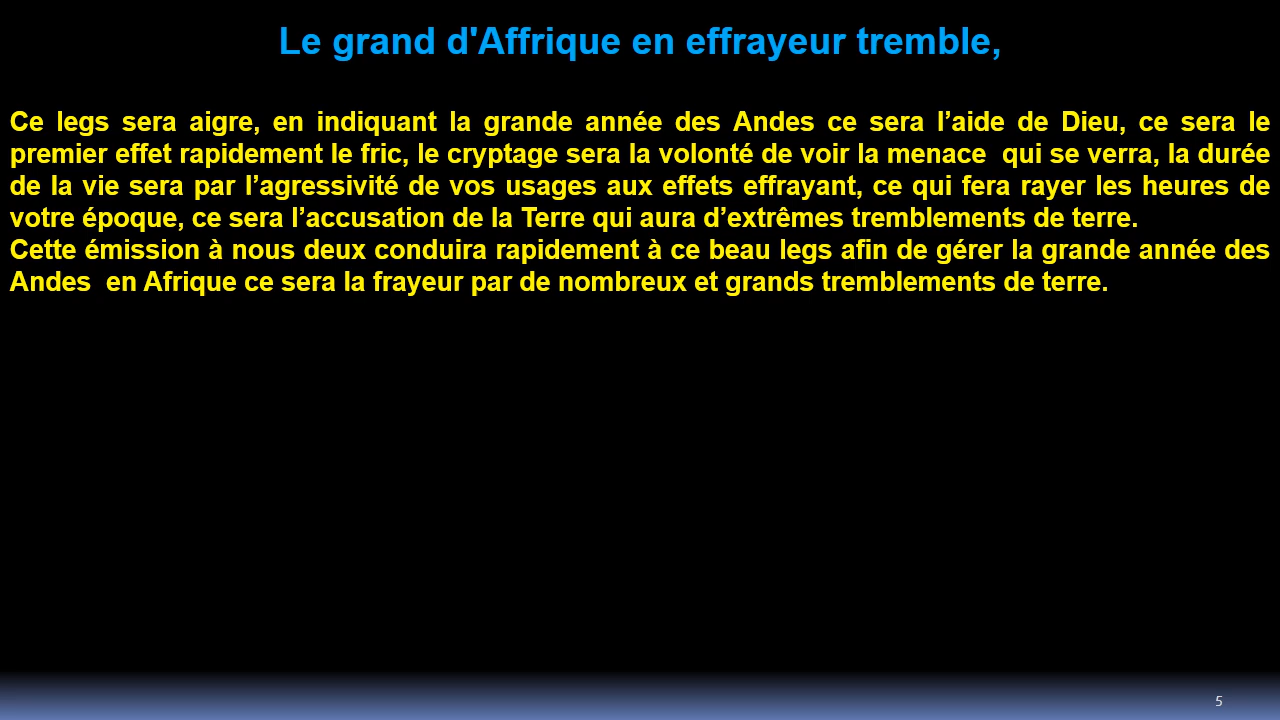 Le grand d'Affrique en effrayeur tremble,
Ce legs sera aigre, en indiquant la grande année des Andes ce sera l’aide de Dieu, ce sera le
premier effet rapidement le fric, le cryptage sera la volonté de voir la menace  qui se verra, la durée
de la vie sera par l’agressivité de vos usages aux effets effrayant, ce qui fera rayer les heures de
votre époque, ce sera l’accusation de la Terre qui aura d’extrêmes tremblements de terre.
Cette émission à nous deux conduira rapidement à ce beau legs afin de gérer la grande année des
Andes  en Afrique ce sera la frayeur par de nombreux et grands tremblements de terre.
5